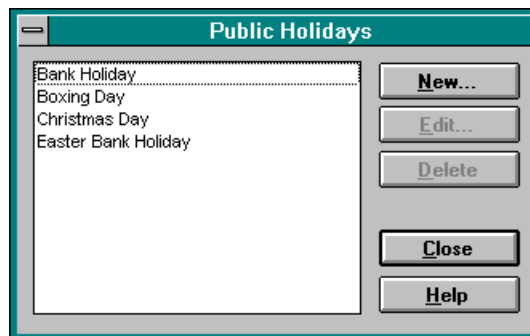 Public Holidays
Bank Holiday
Boxing Day
Christmas Day
Easter Bank Holiday
New...
Edit...
Delete
Close
Help